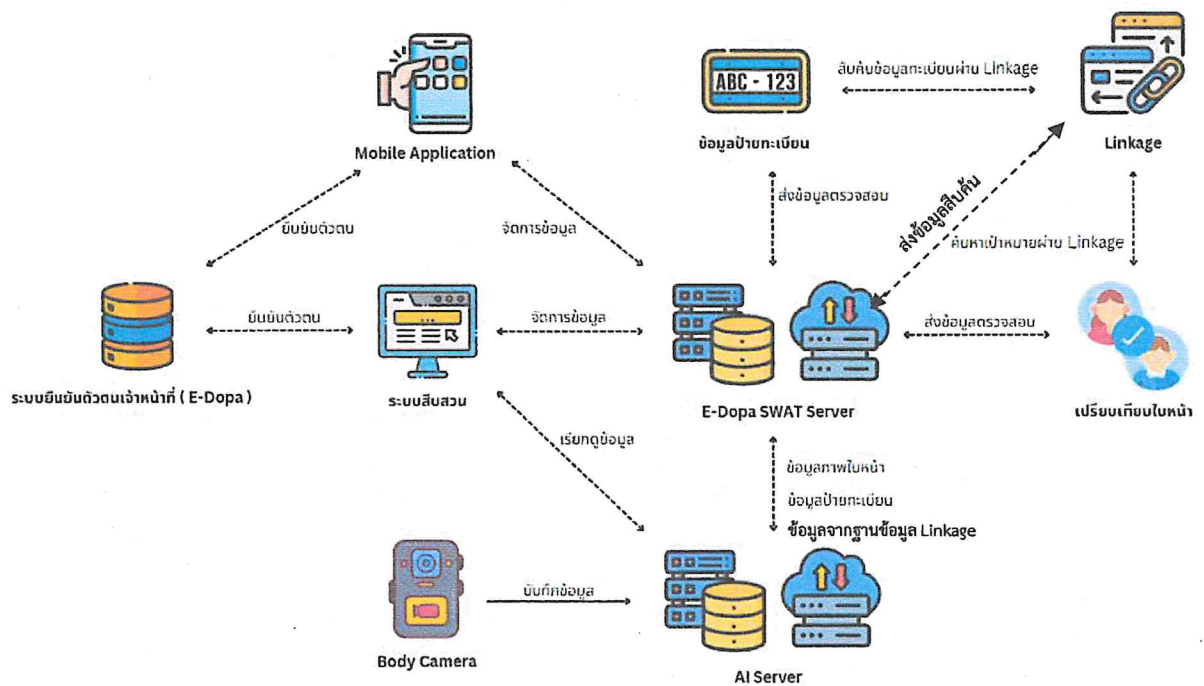 ABC - 123
สืบค้นข้อมูลทะเบียนผ่าน Linkage
Mobile Application
ข้อมูลป้ายทะเบียน
Linkage
ส่งข้อมูลตรวจสอบ
ส่งข้อมูลสืบค้น
ยืนยันตัวตน
จัดการข้อมูล
ค้นหาเป้าหมายผ่าน Linkage
ยืนยันตัวตน
จัดการข้อมูล
ส่งข้อมูลตรวจสอบ
ระบบยืนยันตัวตนเจ้าหน้าที่ ( E-Dopa )
ระบบสืบสวน
E-Dopa SWAT Server
เปรียบเทียบใบหน้า
เรียกดูข้อมูล
ข้อมูลภาพใบหน้า
ข้อมูลป้ายทะเบียน
ข้อมูลจากฐานข้อมูล Linkage
บันทึกข้อมูล
Body Camera
AI Server